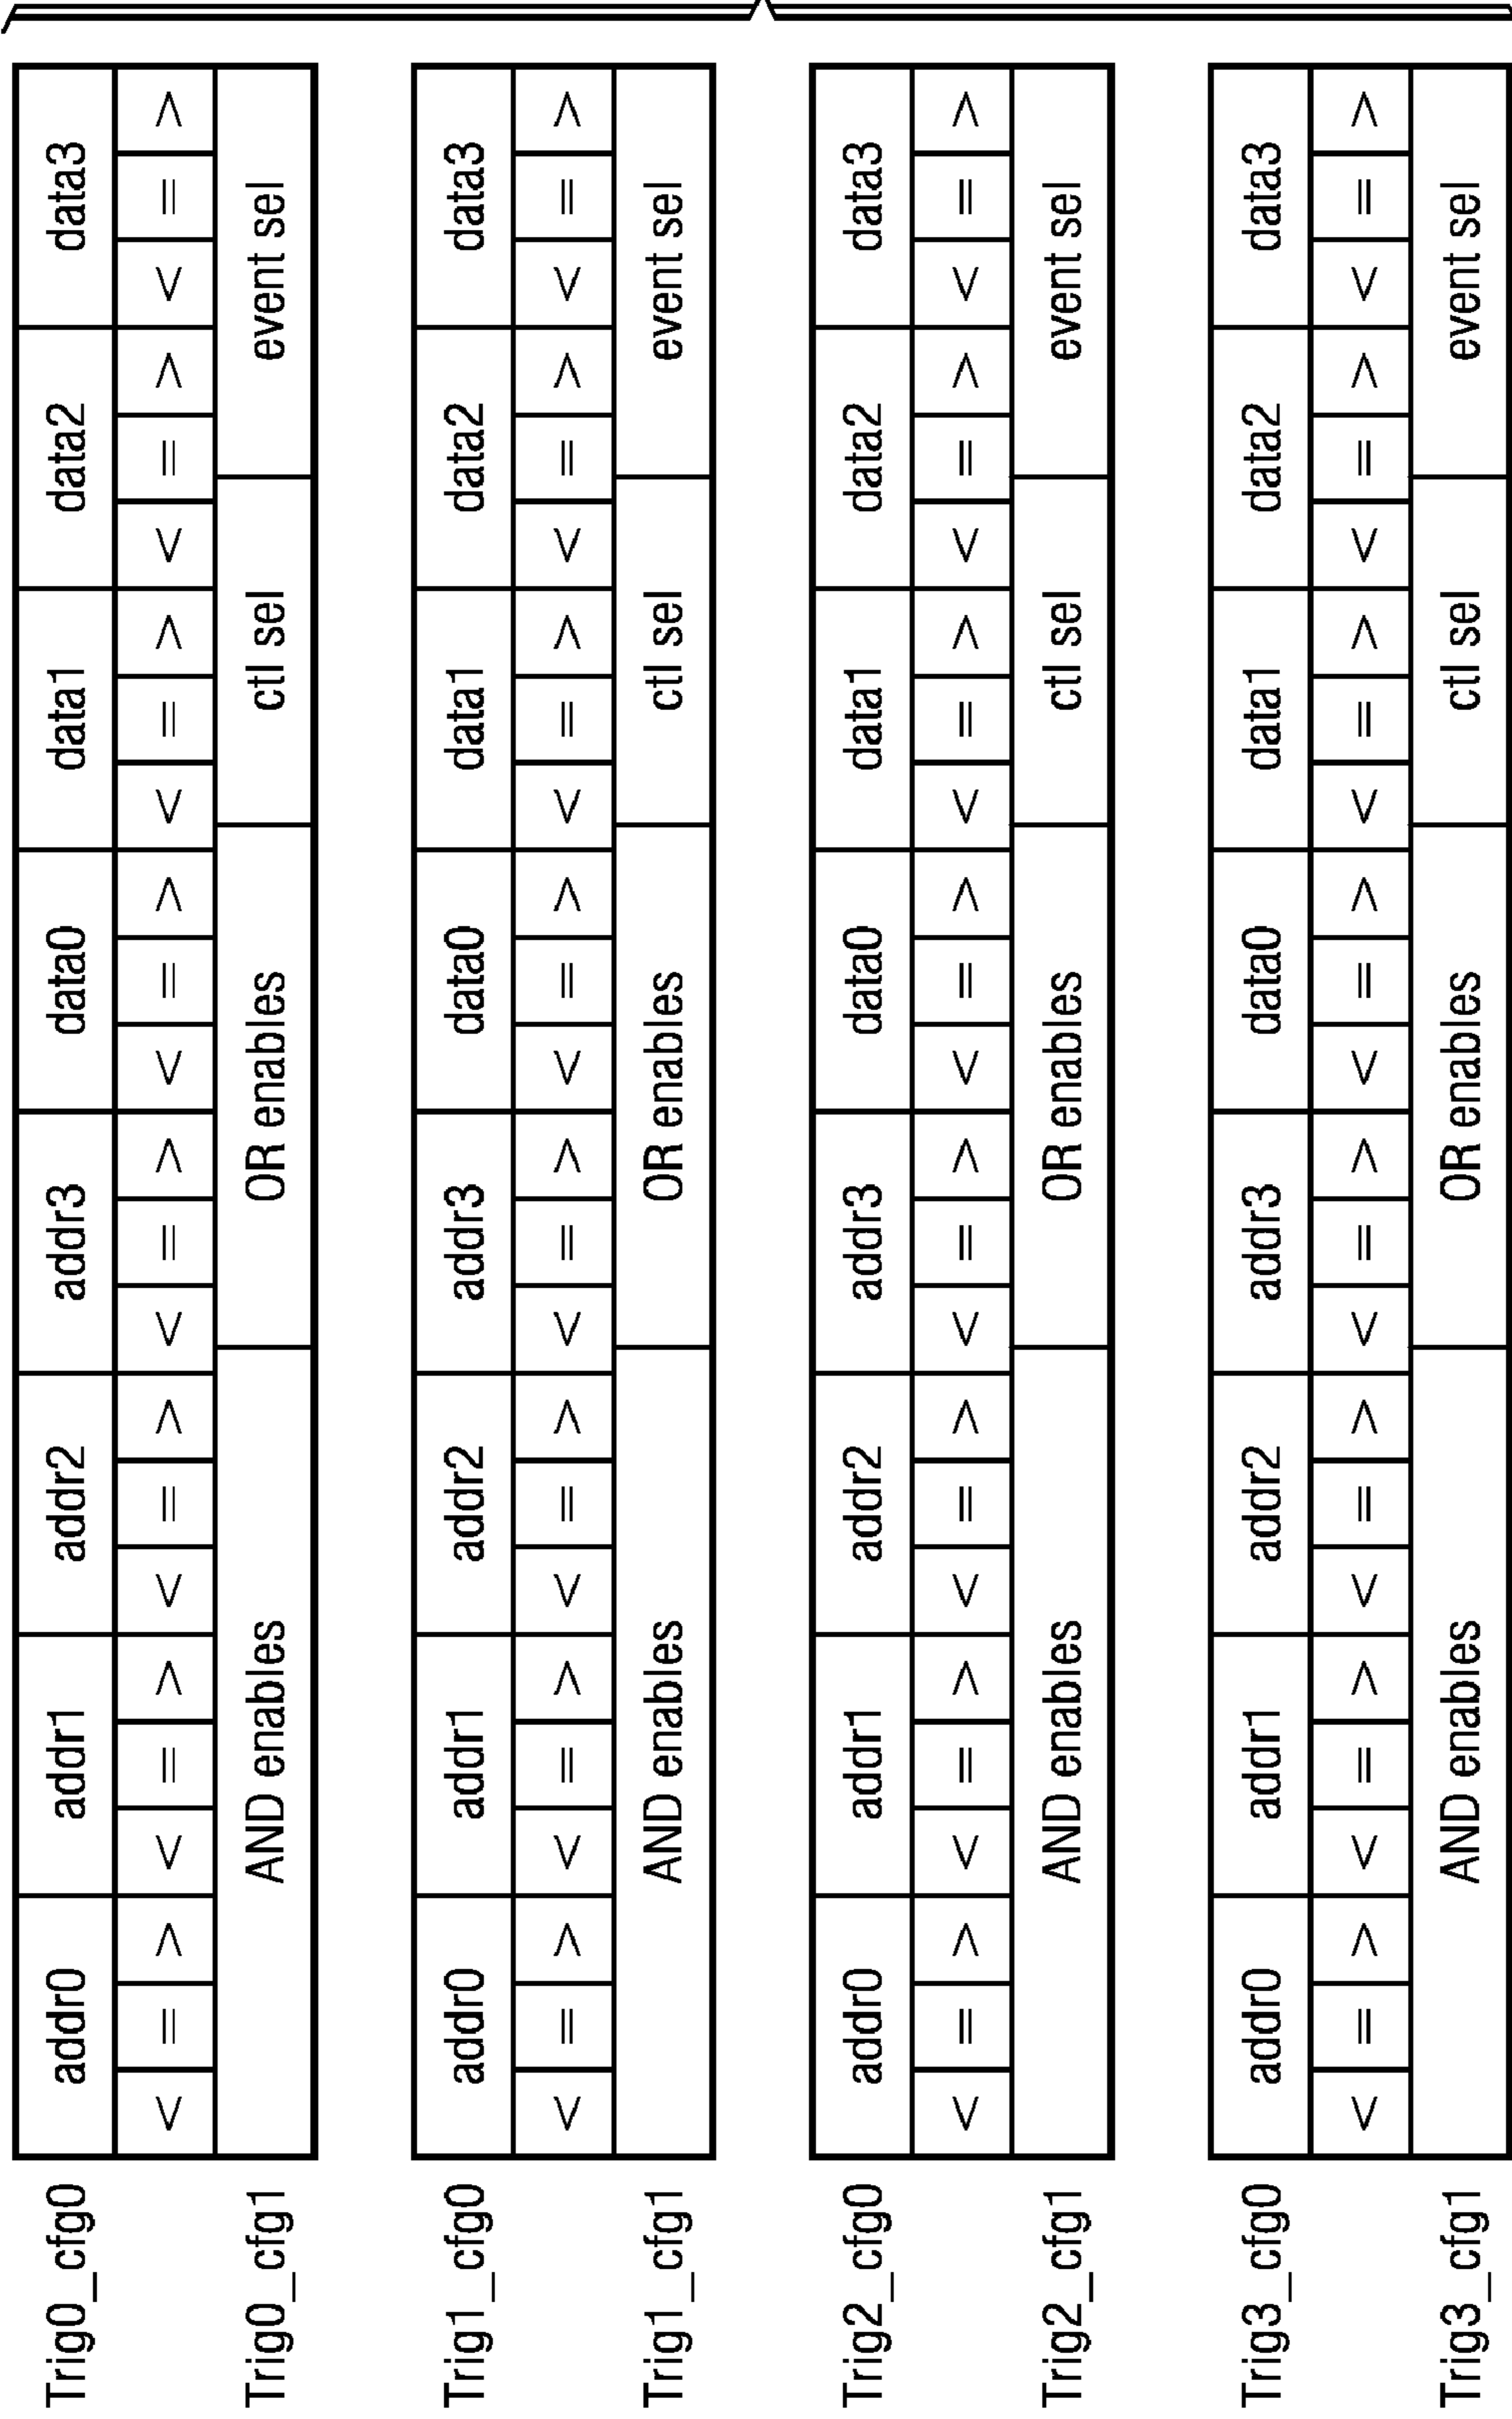 Trig0_cfg0 addr0 addr1 addr2 addr3 data0 data1 data2 data3
< = > < = > < = > < = > < = > < = > < = > < = >
Trig0_cfg1 AND enables OR enables ctl sel event sel
Trig1_cfg0 addr0 addr1 addr2 addr3 data0 data1 data2 data3
< = > < = > < = > < = > < = > < = > < = > < = >
Trig1_cfg1 AND enables OR enables ctl sel event sel
Trig2_cfg0 addr0 addr1 addr2 addr3 data0 data1 data2 data3
< = > < = > < = > < = > < = > < = > < = > < = >
Trig2_cfg1 AND enables OR enables ctl sel event sel
Trig3_cfg0 addr0 addr1 addr2 addr3 data0 data1 data2 data3
< = > < = > < = > < = > < = > < = > < = > < = >
Trig3_cfg1 AND enables OR enables ctl sel event sel